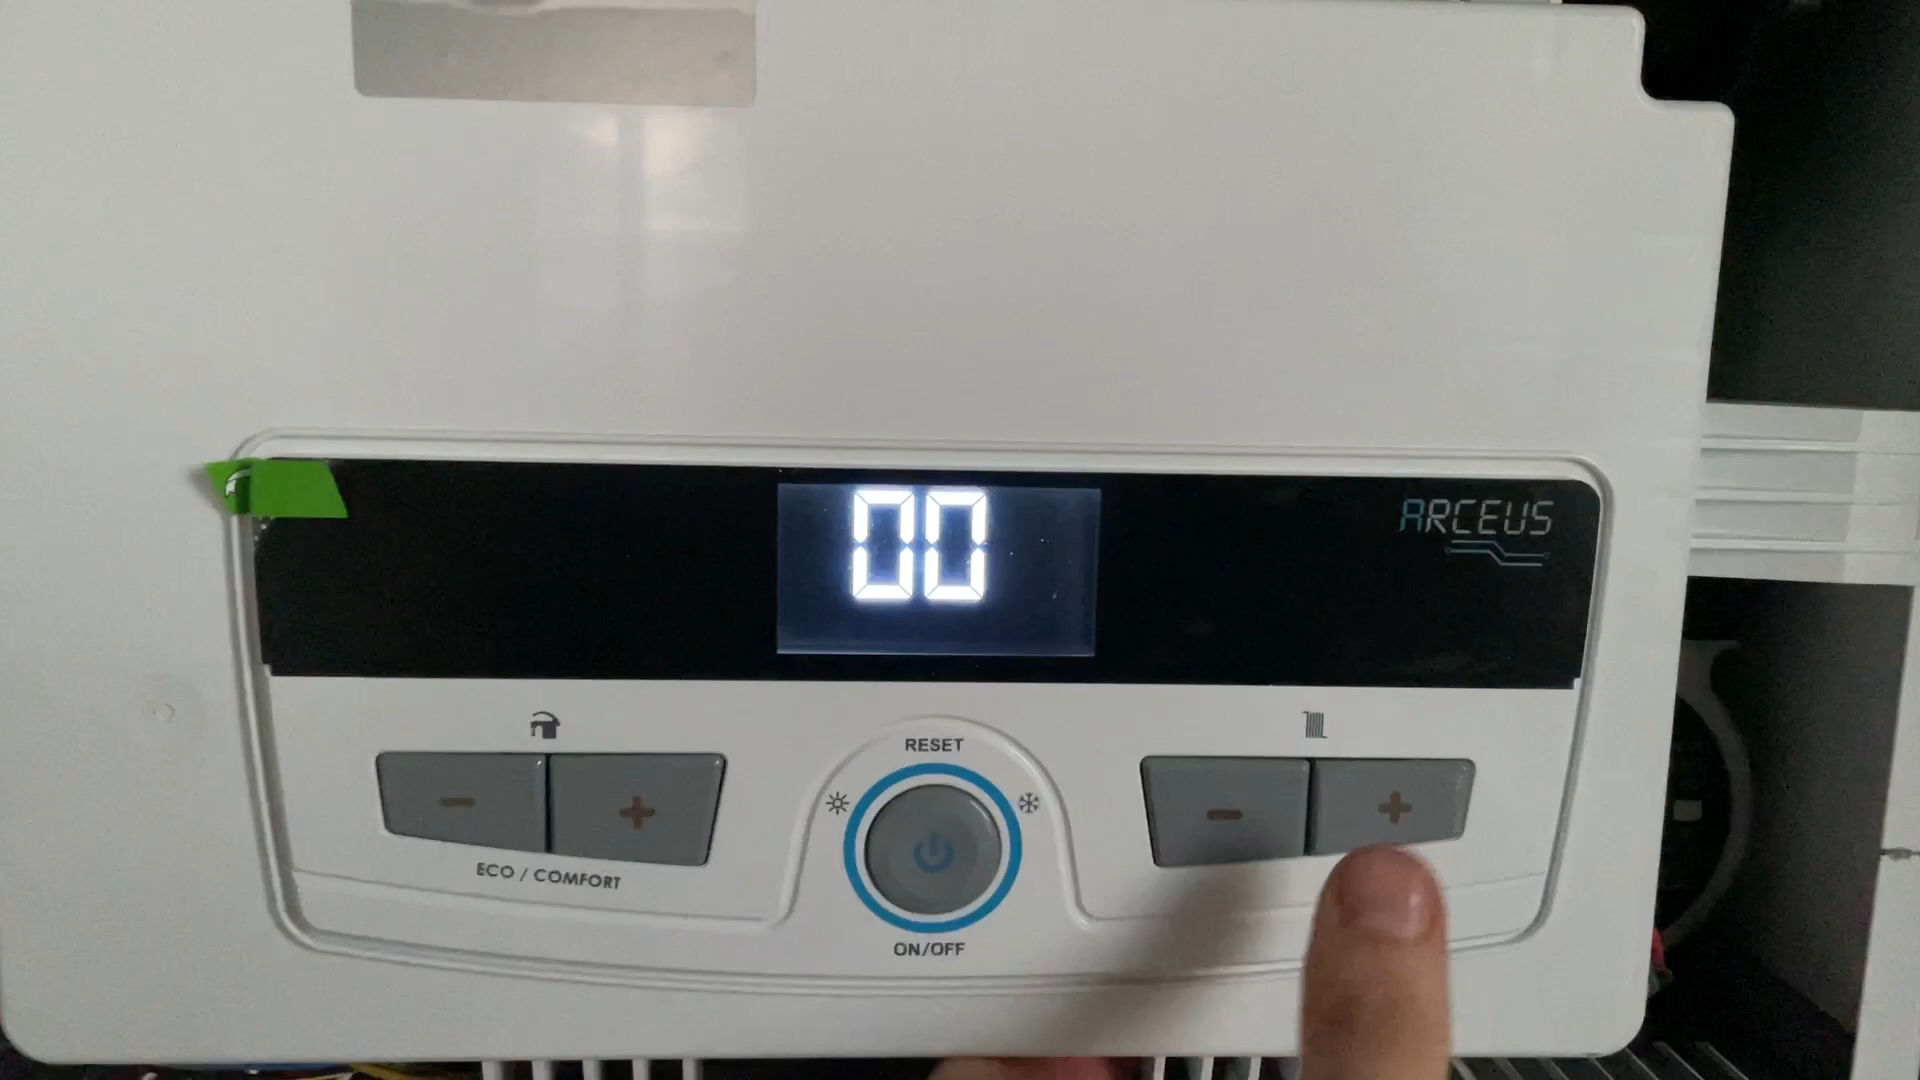 00
ARCEUS
RESET
− + − +
ECO / COMFORT
ON/OFF